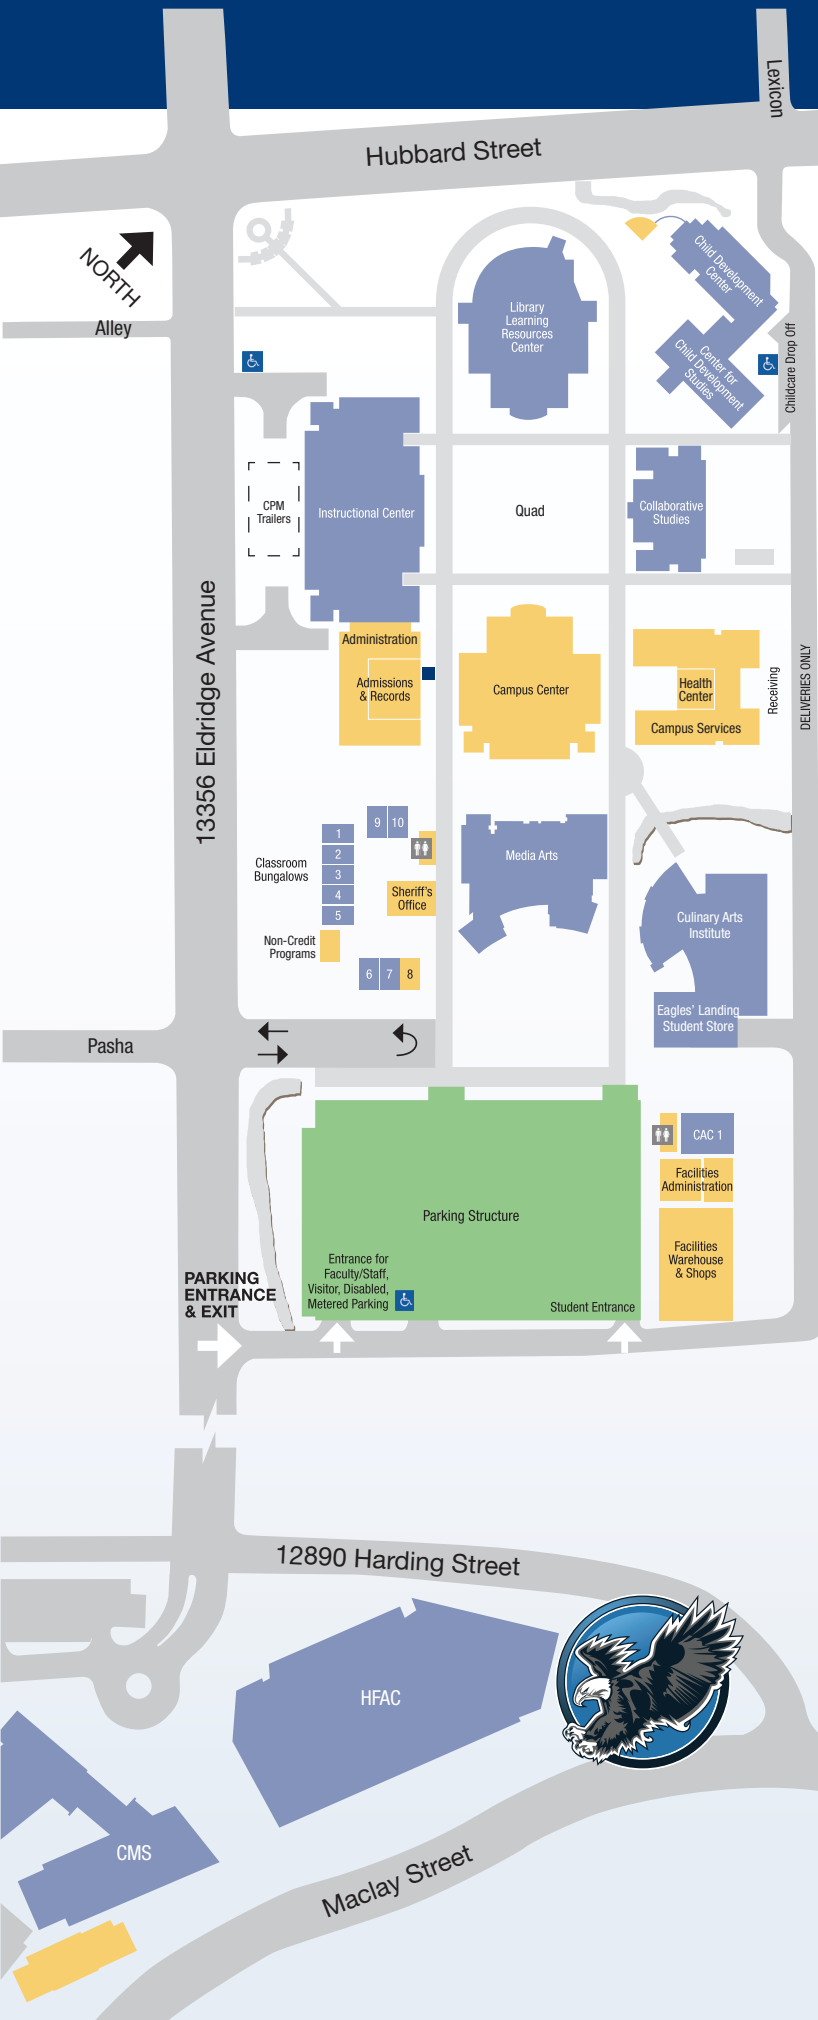 Lexicon
Hubbard Street
NORTH
Alley
Child Development
Center
Center for
Child Development
Studies
Childcare Drop Off
Library
Learning
Resources
Center
CPM
Trailers
Instructional Center
Quad
Collaborative
Studies
13356 Eldridge Avenue
Administration
Admissions
& Records
Campus Center
Health
Center
Campus Services
Receiving
DELIVERIES ONLY
9
10
1
2
3
4
5
Classroom
Bungalows
Sheriff's
Office
Non-Credit
Programs
6
7
8
Media Arts
Culinary Arts
Institute
Eagles' Landing
Student Store
Pasha
CAC 1
Facilities
Administration
Facilities
Warehouse
& Shops
Parking Structure
Entrance for
Faculty/Staff,
Visitor, Disabled,
Metered Parking
Student Entrance
PARKING
ENTRANCE
& EXIT
12890 Harding Street
HFAC
CMS
Maclay Street